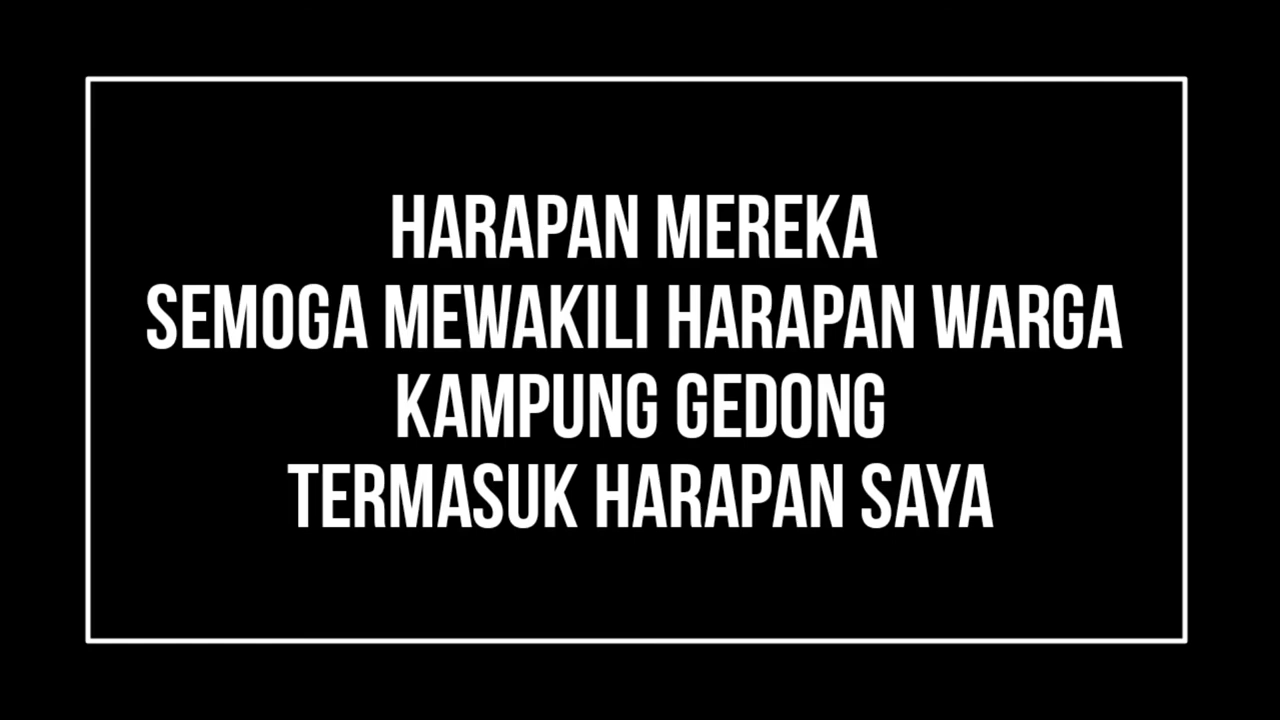 HARAPAN MEREKA
SEMOGA MEWAKILI HARAPAN WARGA
KAMPUNG GEDONG
TERMASUK HARAPAN SAYA